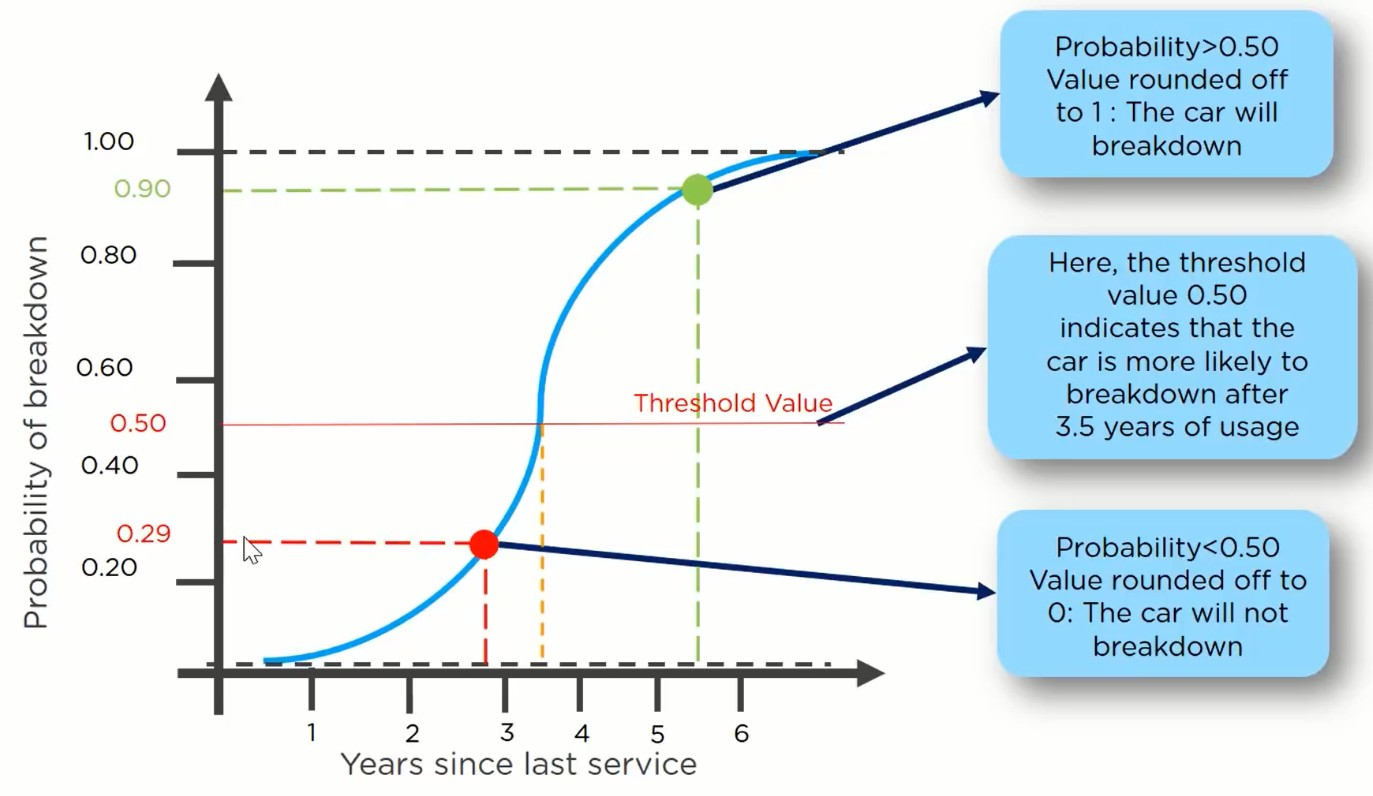 Probability of breakdown
1.00
0.90
0.80
0.60
0.50
0.40
0.29
0.20
Threshold Value
1 2 3 4 5 6
Years since last service
Probability>0.50
Value rounded off
to 1 : The car will
breakdown
Here, the threshold
value 0.50
indicates that the
car is more likely to
breakdown after
3.5 years of usage
Probability<0.50
Value rounded off to
0: The car will not
breakdown